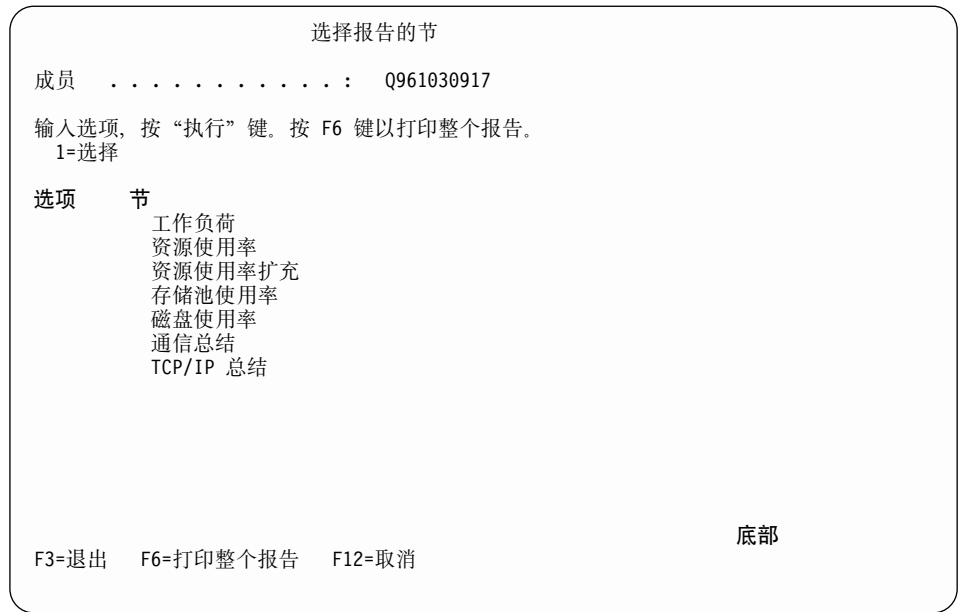 选择报告的节
成员 . . . . . . . . . . . : Q961030917
输入选项，按“执行”键。按 F6 键以打印整个报告。
1=选择
选项 节
工作负荷
资源使用率
资源使用率扩充
存储池使用率
磁盘使用率
通信总结
TCP/IP 总结
底部
F3=退出 F6=打印整个报告 F12=取消